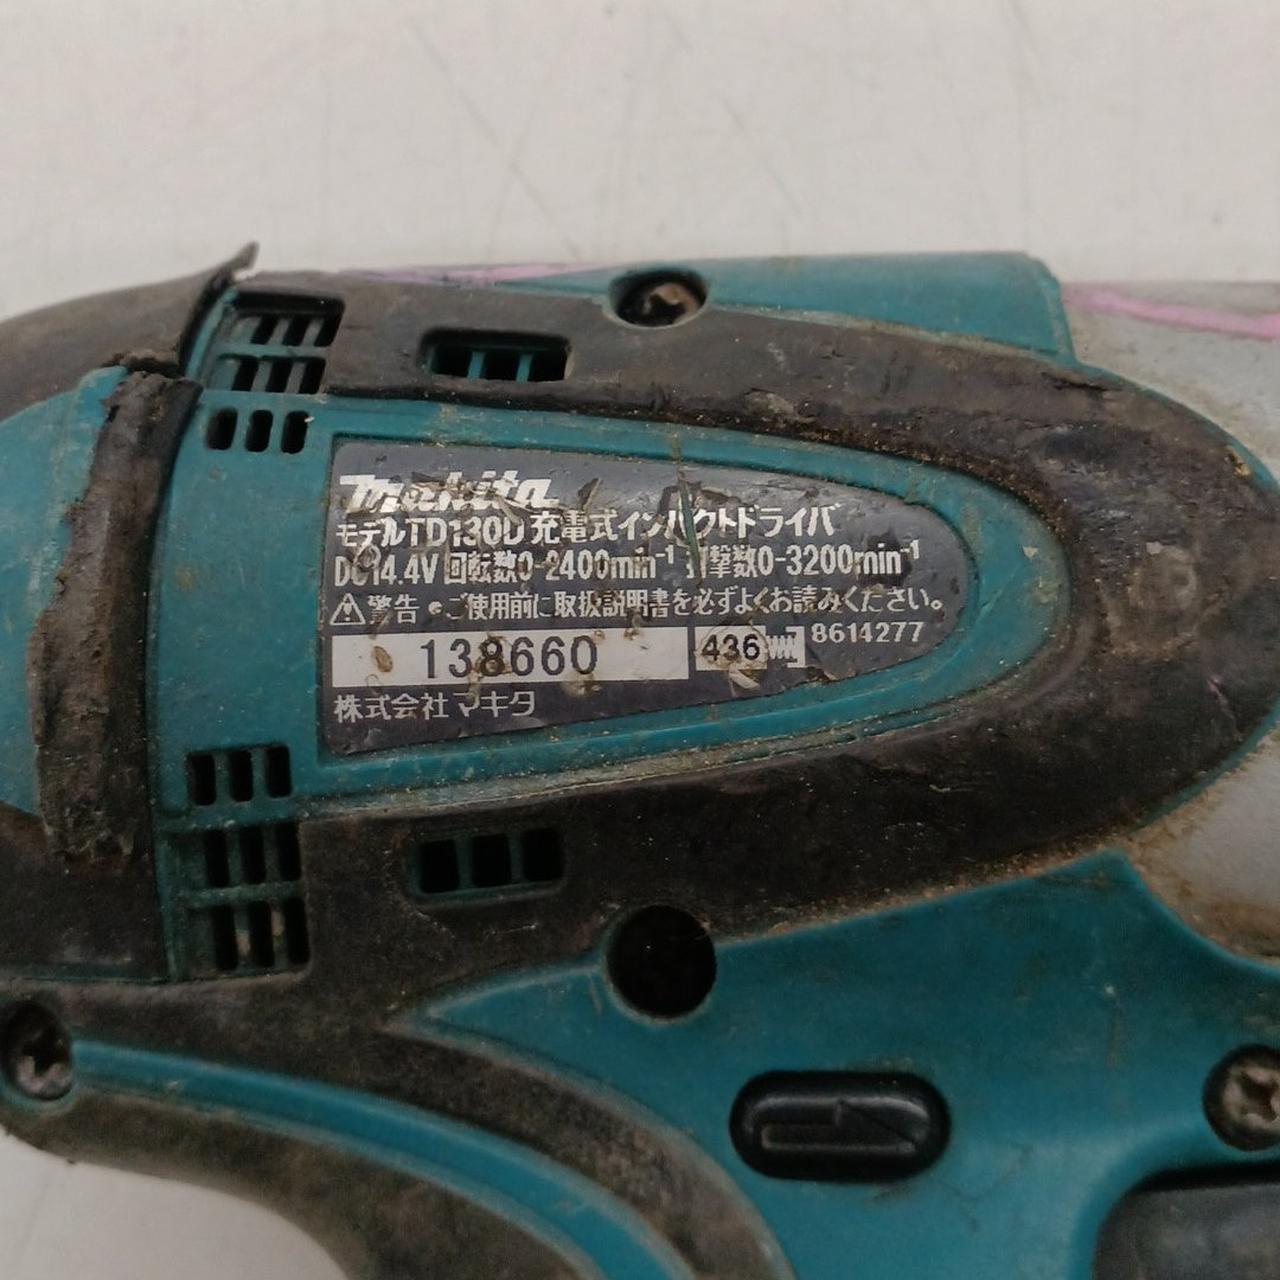 makita
モデルTD130D 充電式インパクトドライバ
DC14.4V 回転数0-2400min⁻¹ 打撃数0-3200min⁻¹
⚠警告・ご使用前に取扱説明書を必ずよくお読みください。
138660 436 8614277
株式会社マキタ